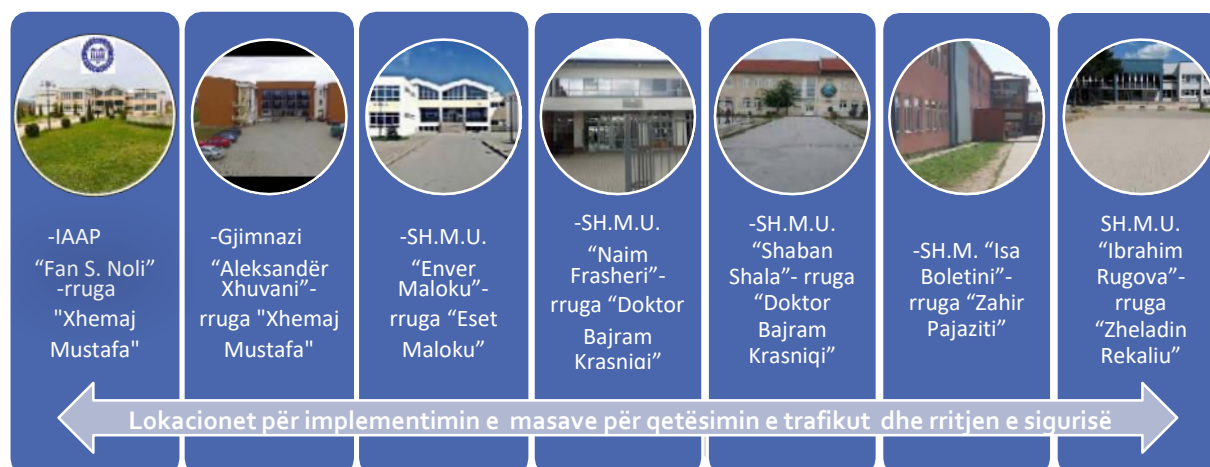 -IAAP
“Fan S. Noli”
-rruga
"Xhemaj
Mustafa"
-Gjimnazi
“Aleksandër
Xhuvani”-
rruga "Xhemaj
Mustafa"
-SH.M.U.
“Enver
Maloku”-
rruga “Eset
Maloku”
-SH.M.U.
“Naim
Frasheri”-
rruga “Doktor
Bajram
Krasniqi”
-SH.M.U.
“Shaban
Shala”- rruga
“Doktor
Bajram
Krasniqi”
-SH.M. “Isa
Boletini”-
rruga “Zahir
Pajaziti”
SH.M.U.
“Ibrahim
Rugova”-
rruga
“Zheladin
Rekaliu”
Lokacionet për implementimin e masave për qetësimin e trafikut dhe rritjen e sigurisë